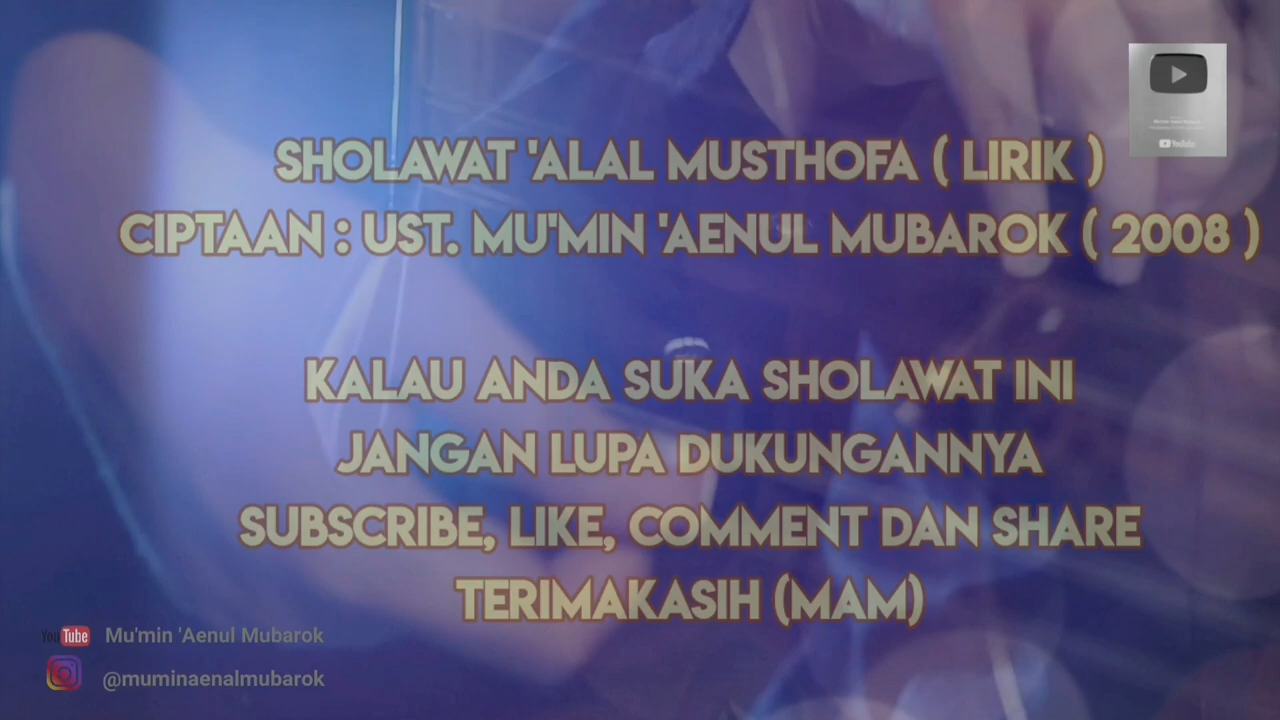 SHOLAWAT 'ALAL MUSTHOFA ( LIRIK )
CIPTAAN : UST. MU'MIN 'AENUL MUBAROK ( 2008 )
KALAU ANDA SUKA SHOLAWAT INI
JANGAN LUPA DUKUNGANNYA
SUBSCRIBE, LIKE, COMMENT DAN SHARE
TERIMAKASIH (MAM)
YouTube Mu'min 'Aenul Mubarok
@muminaenalmubarok
YouTube